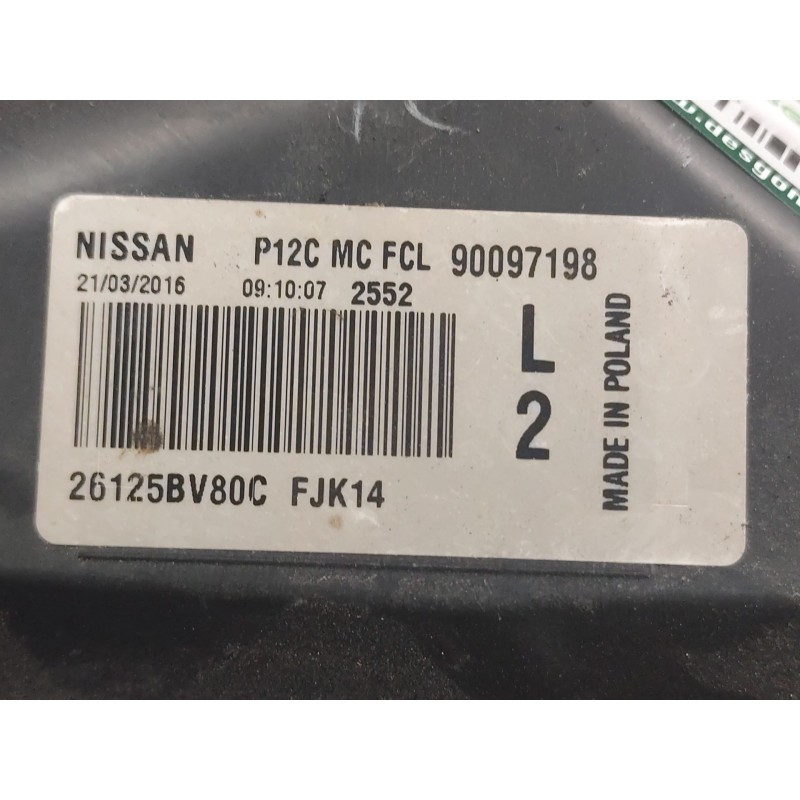 NISSAN P12C MC FCL 90097198
21/03/2016 09:10:07 2552
L
2
26125BV80C FJK14
MADE IN POLAND